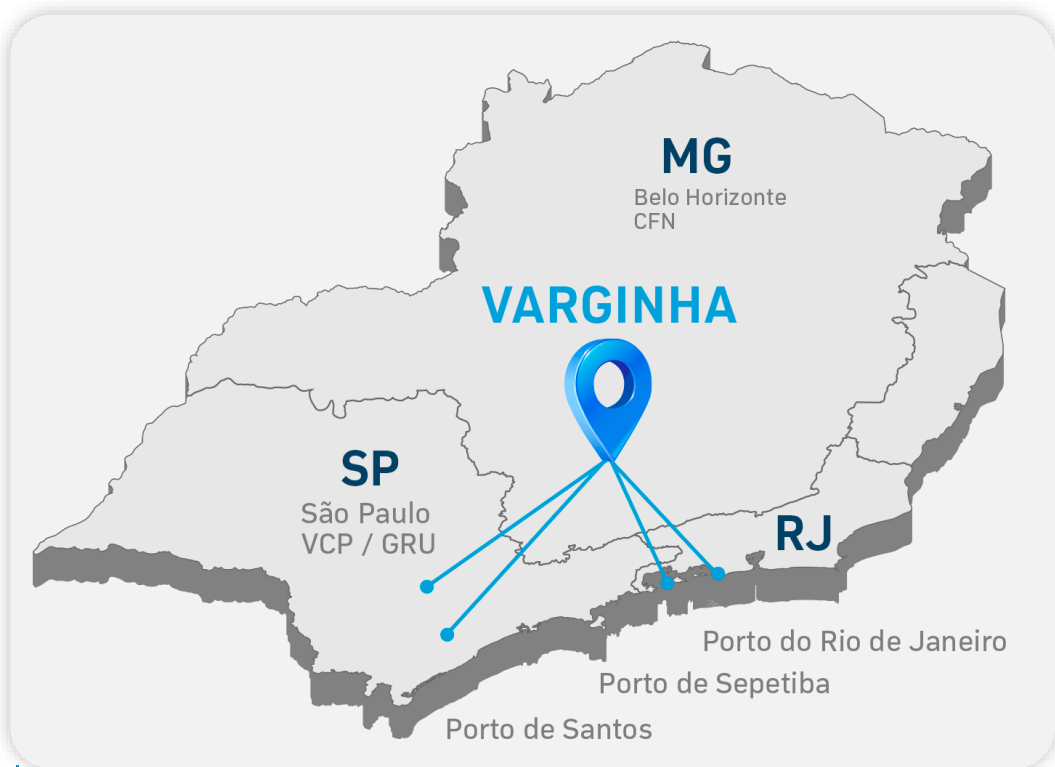 MG
Belo Horizonte
CFN
VARGINHA
SP
São Paulo
VCP / GRU
RJ
Porto do Rio de Janeiro
Porto de Sepetiba
Porto de Santos